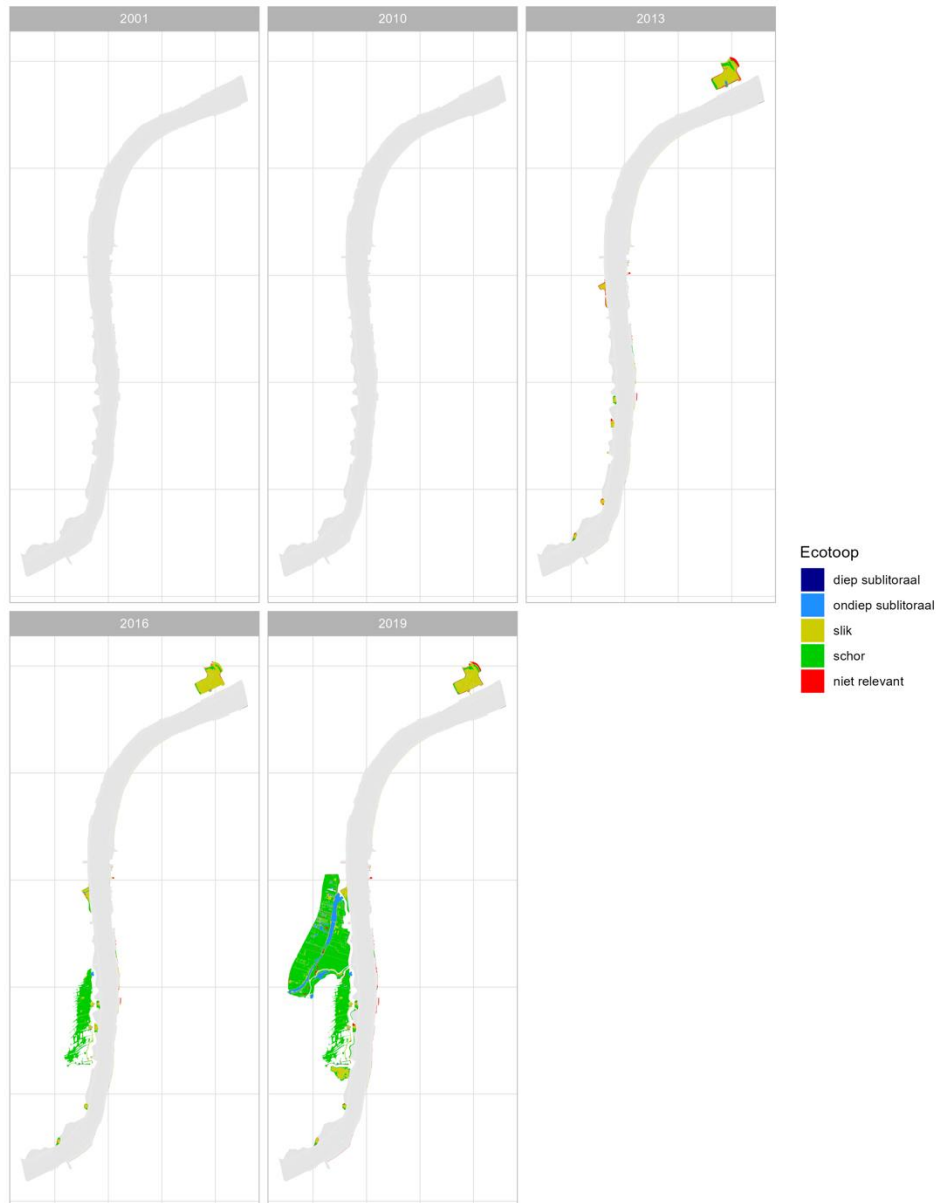 2001
2010
2013
2016
2019
Ecotoop
diep sublitoraal
ondiep sublitoraal
slik
schor
niet relevant